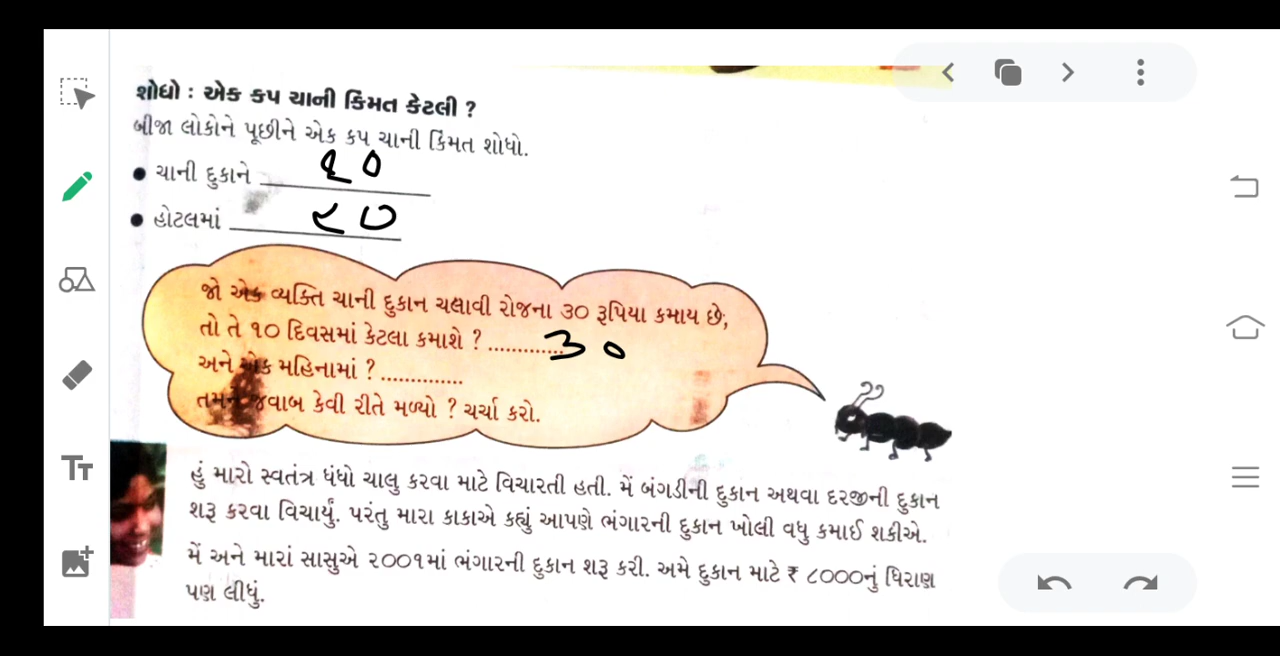 શોધો : એક કપ ચાની કિંમત કેટલી ?
બીજા લોકોને પૂછીને એક કપ ચાની કિંમત શોધો.
● ચાની દુકાને ૧૦
● હોટલમાં ૨૦
જો એક વ્યક્તિ ચાની દુકાન ચલાવી રોજના ૩૦ રૂપિયા કમાય છે,
તો તે ૧૦ દિવસમાં કેટલા કમાશે ? ............. ૩૦
અને એક મહિનામાં ? .............
તમને જવાબ કેવી રીતે મળ્યો ? ચર્ચા કરો.
હું મારો સ્વતંત્ર ધંધો ચાલુ કરવા માટે વિચારતી હતી. મેં બંગડીની દુકાન અથવા દરજીની દુકાન
શરૂ કરવા વિચાર્યું. પરંતુ મારા કાકાએ કહ્યું આપણે ભંગારની દુકાન ખોલી વધુ કમાઈ શકીએ.
મેં અને મારાં સાસુએ ૨૦૦૧માં ભંગારની દુકાન શરૂ કરી. અમે દુકાન માટે ₹ ૮૦૦૦નું ધિરાણ
પણ લીધું.
TT